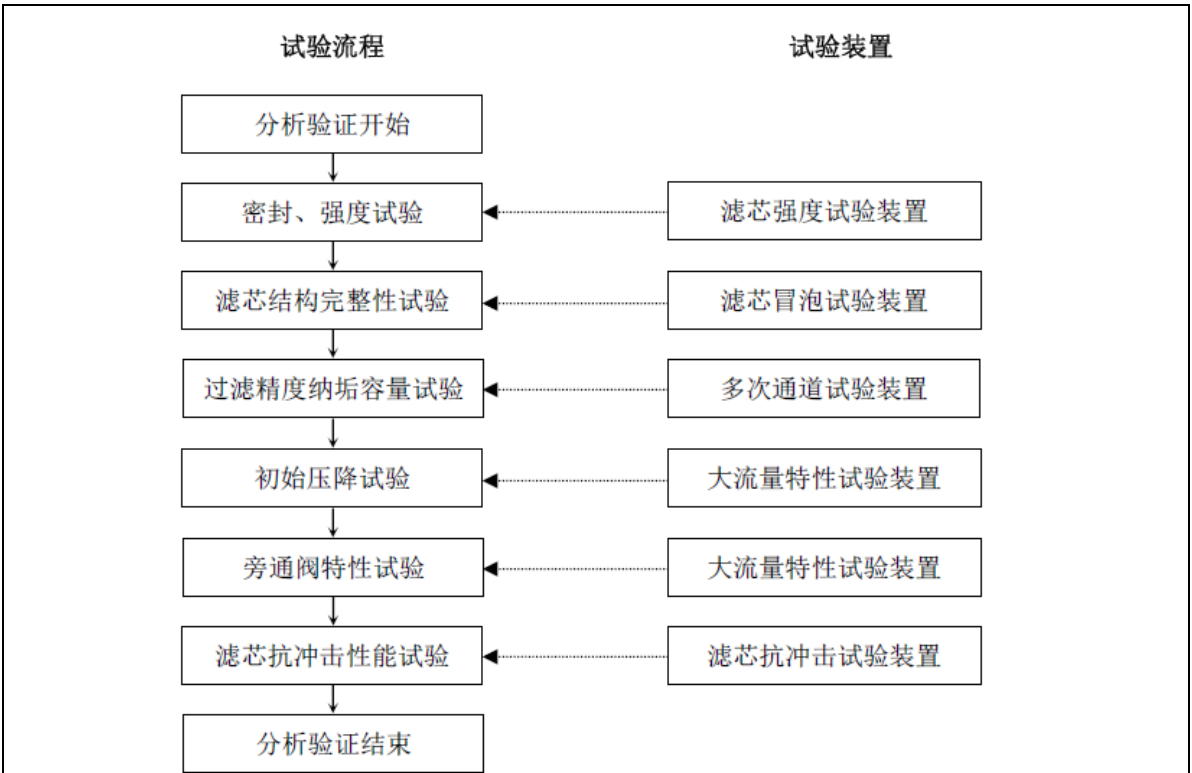 试验流程 试验装置
分析验证开始
密封、强度试验 滤芯强度试验装置
滤芯结构完整性试验 滤芯冒泡试验装置
过滤精度纳垢容量试验 多次通道试验装置
初始压降试验 大流量特性试验装置
旁通阀特性试验 大流量特性试验装置
滤芯抗冲击性能试验 滤芯抗冲击试验装置
分析验证结束